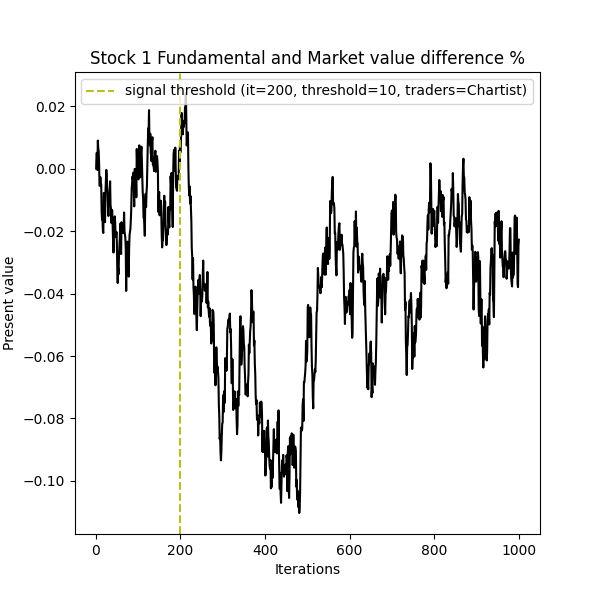 Stock 1 Fundamental and Market value difference %
signal threshold (it=200, threshold=10, traders=Chartist)
0.02
0.00
−0.02
−0.04
−0.06
−0.08
−0.10
Present value
0 200 400 600 800 1000
Iterations